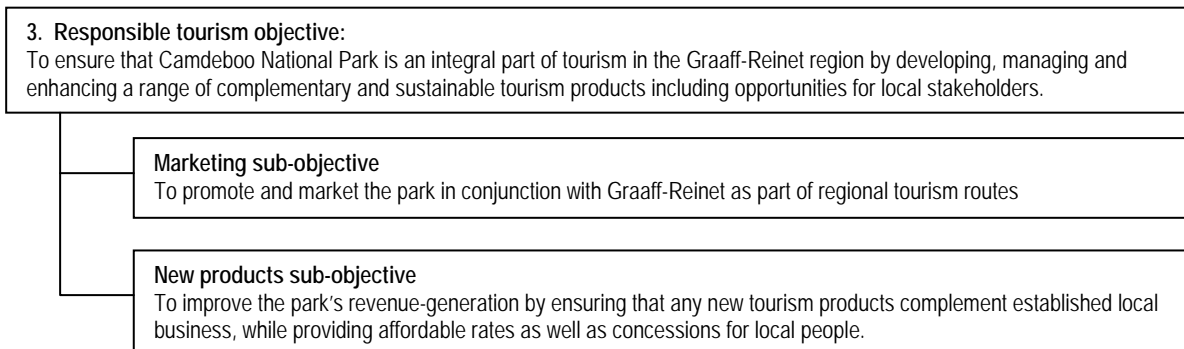 3. Responsible tourism objective:
To ensure that Camdeboo National Park is an integral part of tourism in the Graaff-Reinet region by developing, managing and
enhancing a range of complementary and sustainable tourism products including opportunities for local stakeholders.
Marketing sub-objective
To promote and market the park in conjunction with Graaff-Reinet as part of regional tourism routes
New products sub-objective
To improve the park's revenue-generation by ensuring that any new tourism products complement established local
business, while providing affordable rates as well as concessions for local people.